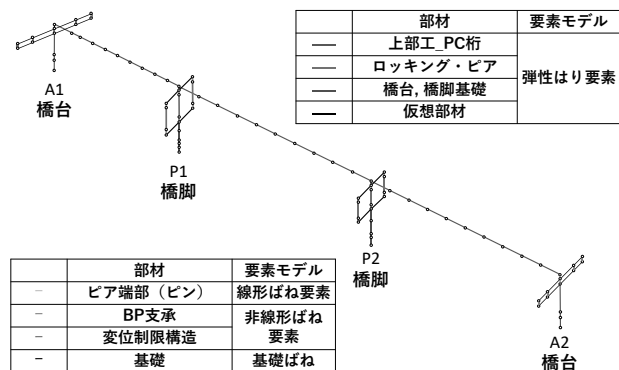 部材 要素モデル
上部工_PC桁
ロッキング・ピア
橋台, 橋脚基礎
仮想部材
弾性はり要素
A1
橋台
P1
橋脚
P2
橋脚
A2
橋台
部材 要素モデル
ピア端部（ピン） 線形ばね要素
BP支承
変位制限構造
非線形ばね
要素
基礎 基礎ばね